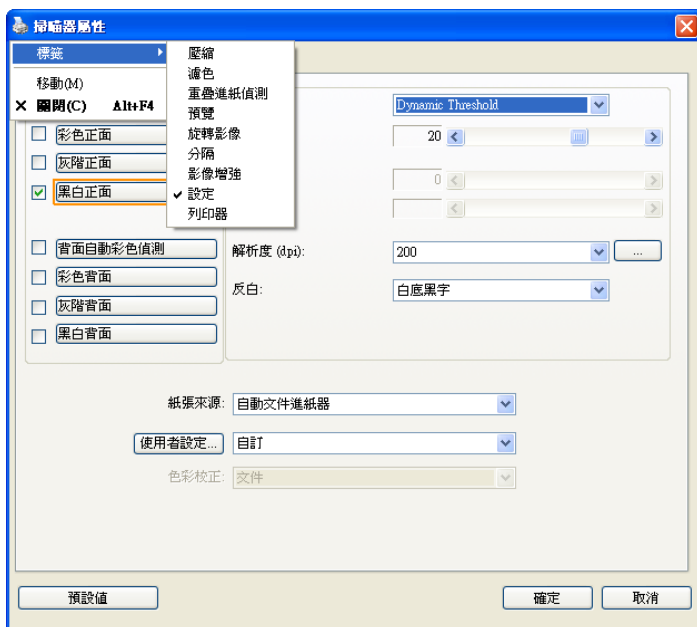 掃瞄器屬性
標籤
移動(M)
關閉(C) Alt+F4
壓縮
濾色
重疊進紙偵測
預覽
旋转影像
分隔
影像增強
設定
列印器
Dynamic Threshold
彩色正面
20
灰階正面
0
黑白正面
背面自動彩色偵測
解析度 (dpi):
200
...
彩色背面
反白:
白底黑字
灰階背面
黑白背面
紙張來源:
自動文件進紙器
使用者設定...
自訂
色彩校正:
文件
預設值
確定
取消